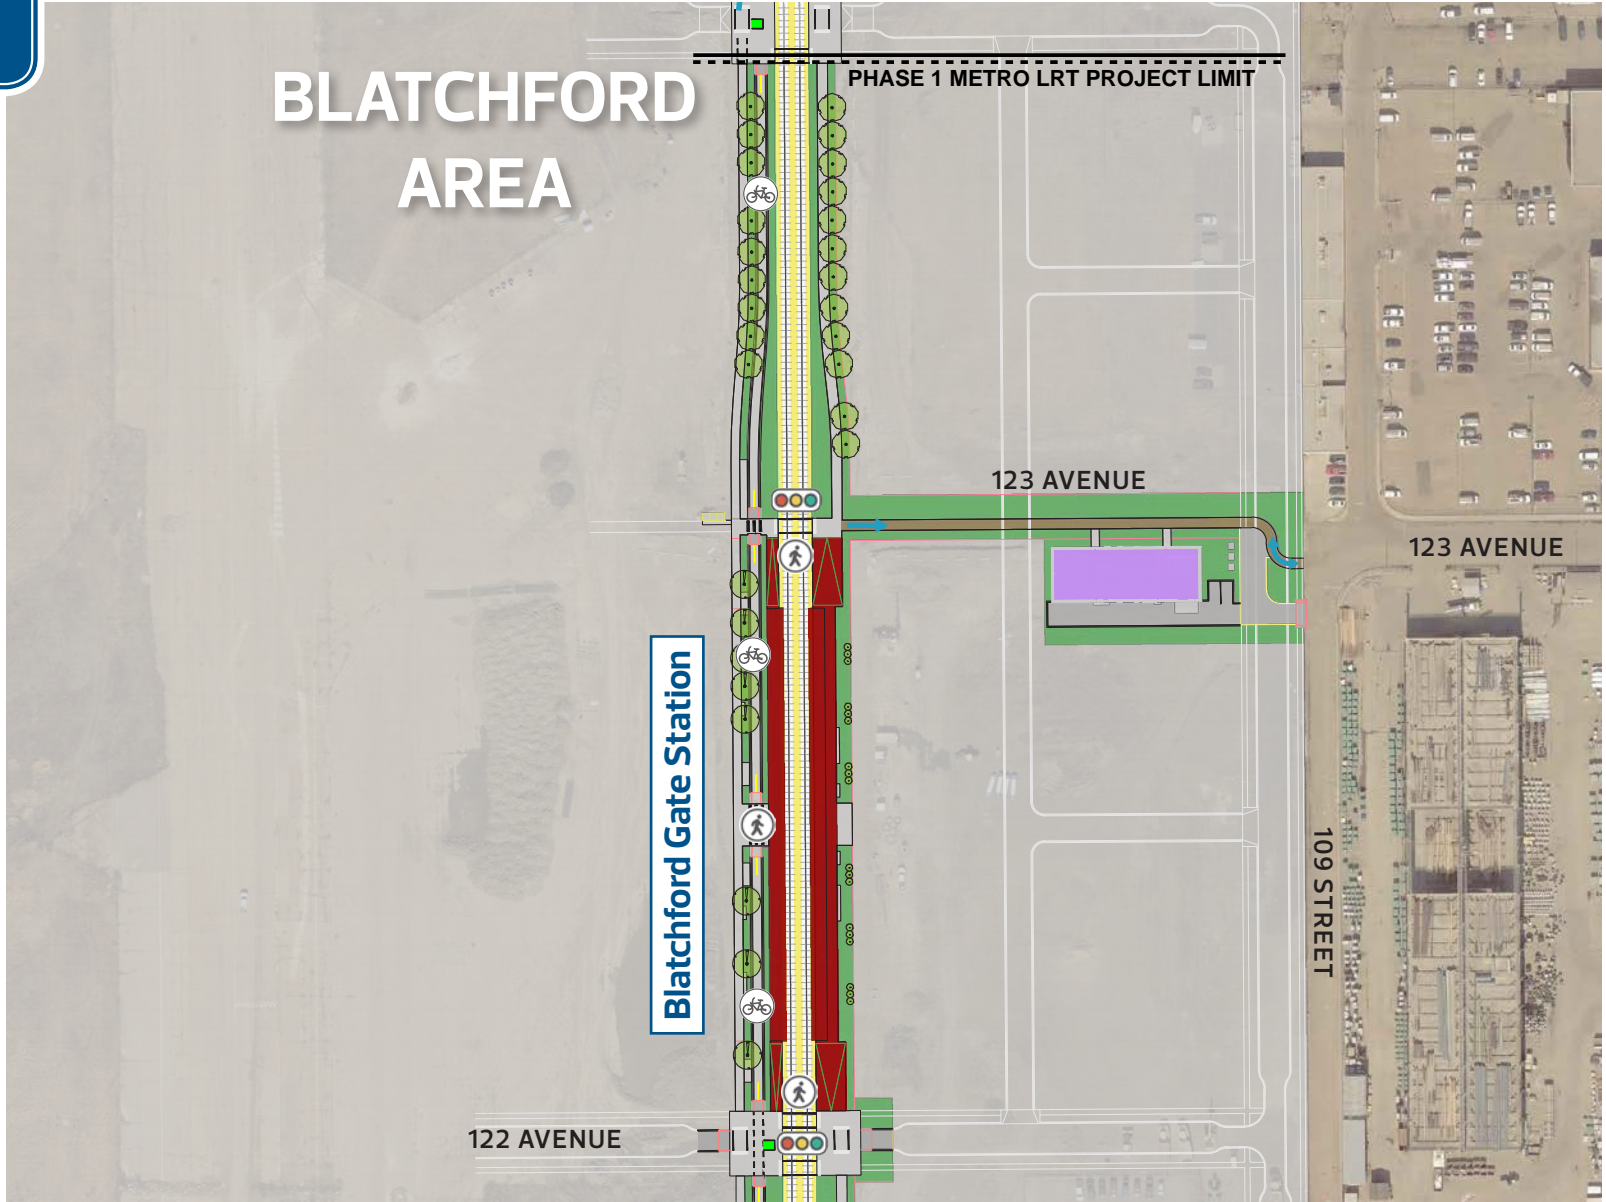 BLATCHFORD
AREA
PHASE 1 METRO LRT PROJECT LIMIT
123 AVENUE
123 AVENUE
Blatchford Gate Station
109 STREET
122 AVENUE